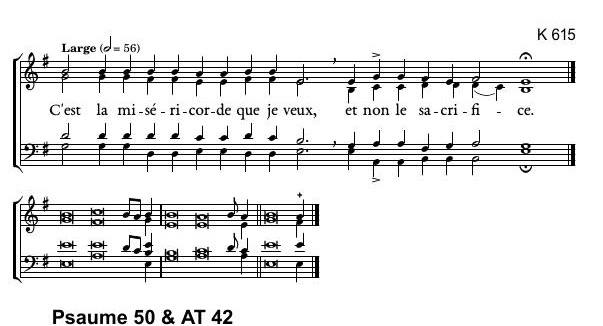 K 615
Large (𝅗𝅥 = 56)
C'est la mi-sé-ri-cor-de que je veux, et non le sa-cri-fi-ce.
Psaume 50 & AT 42